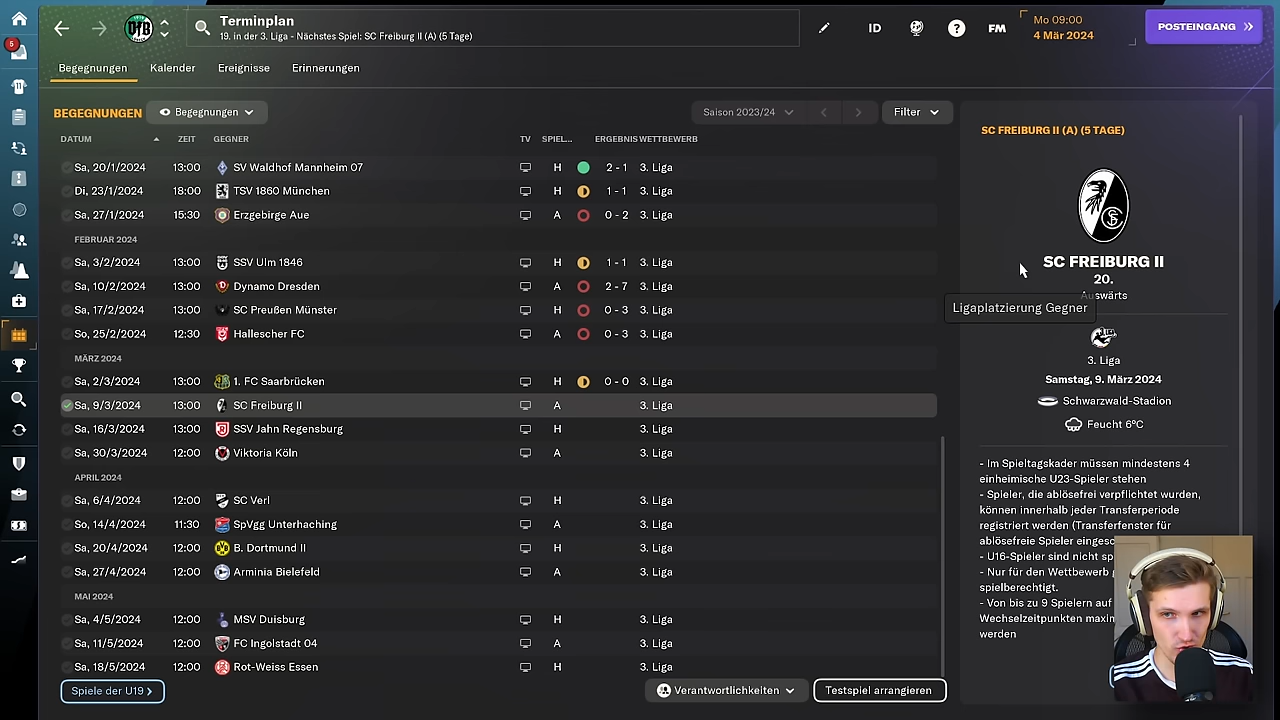 Terminplan
19. in der 3. Liga - Nächstes Spiel: SC Freiburg II (A) (5 Tage)
ID
FM
Mo 09:00
4 Mär 2024
POSTEINGANG
5
Begegnungen Kalender Ereignisse Erinnerungen
BEGEGNUNGEN Begegnungen Saison 2023/24 Filter
DATUM ZEIT GEGNER TV SPIEL... ERGEBNIS WETTBEWERB
Sa, 20/1/2024 13:00 SV Waldhof Mannheim 07 H 2 - 1 3. Liga
Di, 23/1/2024 18:00 TSV 1860 München H 1 - 1 3. Liga
Sa, 27/1/2024 15:30 Erzgebirge Aue A 0 - 2 3. Liga
FEBRUAR 2024
Sa, 3/2/2024 13:00 SSV Ulm 1846 H 1 - 1 3. Liga
Sa, 10/2/2024 13:00 Dynamo Dresden A 2 - 7 3. Liga
Sa, 17/2/2024 13:00 SC Preußen Münster H 0 - 3 3. Liga
So, 25/2/2024 12:30 Hallescher FC A 0 - 3 3. Liga
MÄRZ 2024
Sa, 2/3/2024 13:00 1. FC Saarbrücken H 0 - 0 3. Liga
Sa, 9/3/2024 13:00 SC Freiburg II A 3. Liga
Sa, 16/3/2024 13:00 SSV Jahn Regensburg H 3. Liga
Sa, 30/3/2024 12:00 Viktoria Köln A 3. Liga
APRIL 2024
Sa, 6/4/2024 12:00 SC Verl H 3. Liga
So, 14/4/2024 11:30 SpVgg Unterhaching A 3. Liga
Sa, 20/4/2024 12:00 B. Dortmund II H 3. Liga
Sa, 27/4/2024 12:00 Arminia Bielefeld A 3. Liga
MAI 2024
Sa, 4/5/2024 12:00 MSV Duisburg H 3. Liga
Sa, 11/5/2024 12:00 FC Ingolstadt 04 A 3. Liga
Sa, 18/5/2024 12:00 Rot-Weiss Essen H 3. Liga
Spiele der U19 Verantwortlichkeiten Testspiel arrangieren
SC FREIBURG II (A) (5 TAGE)
SC FREIBURG II
20.
Auswärts
Ligaplatzierung Gegner
3. Liga
Samstag, 9. März 2024
Schwarzwald-Stadion
Feucht 6°C
- Im Spieltagskader müssen mindestens 4
einheimische U23-Spieler stehen
- Spieler, die ablösefrei verpflichtet wurden,
können innerhalb jeder Transferperiode
registriert werden (Transferfenster für
ablösefreie Spieler
- U16-Spieler sind nicht
- Nur für den Wettbewerb
spielberechtigt.
- Von bis zu 9 Spielern auf
Wechselzeitpunkten
werden